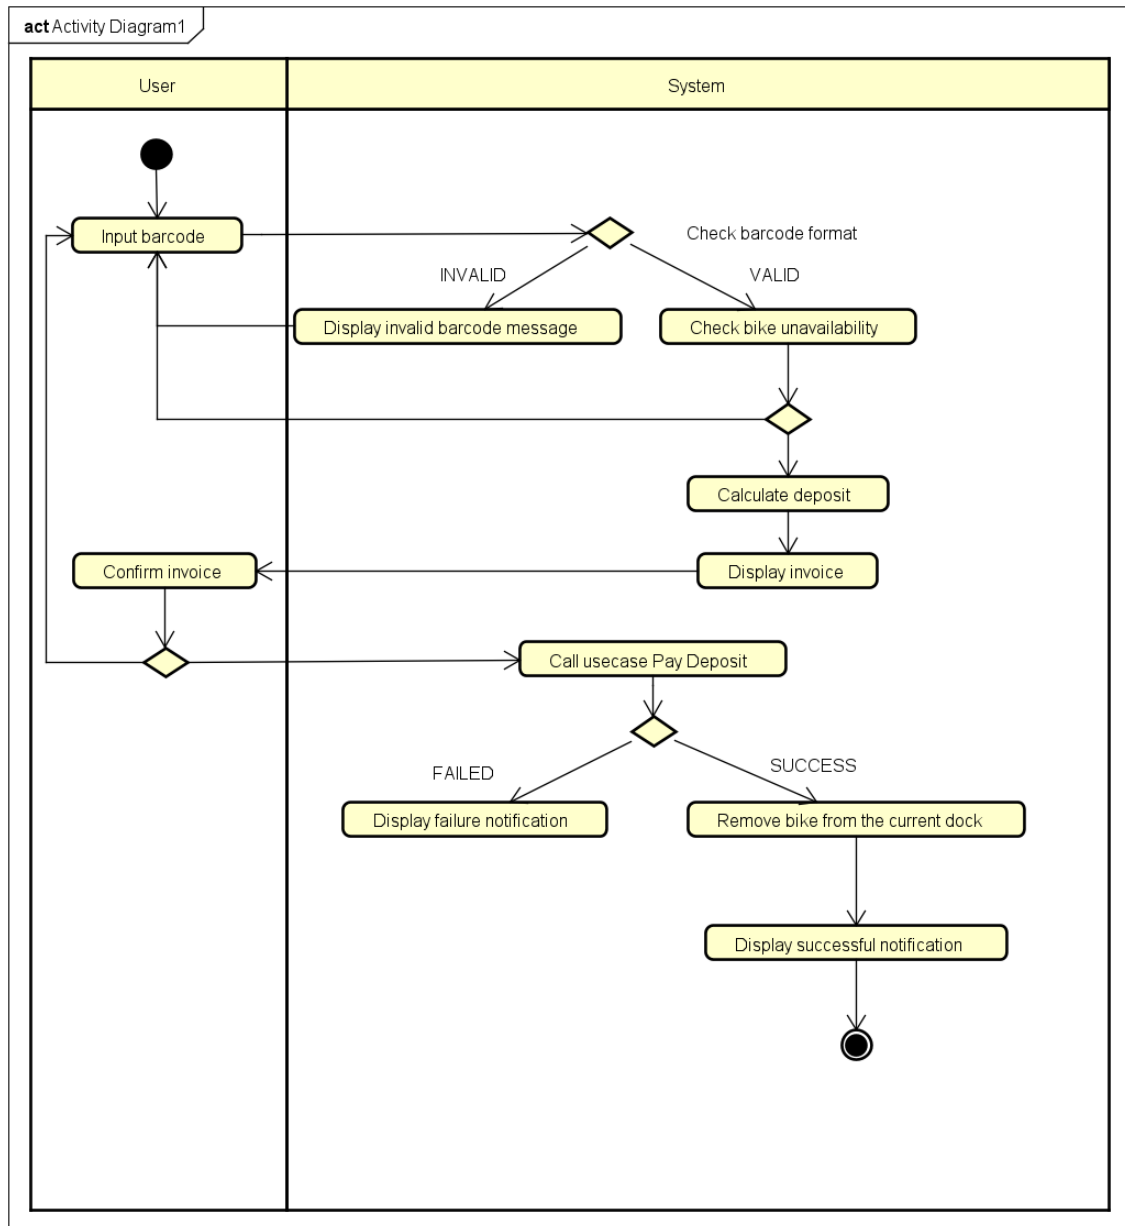 act Activity Diagram1
User
System
Input barcode
Check barcode format
INVALID
VALID
Display invalid barcode message
Check bike unavailability
Calculate deposit
Confirm invoice
Display invoice
Call usecase Pay Deposit
FAILED
SUCCESS
Display failure notification
Remove bike from the current dock
Display successful notification